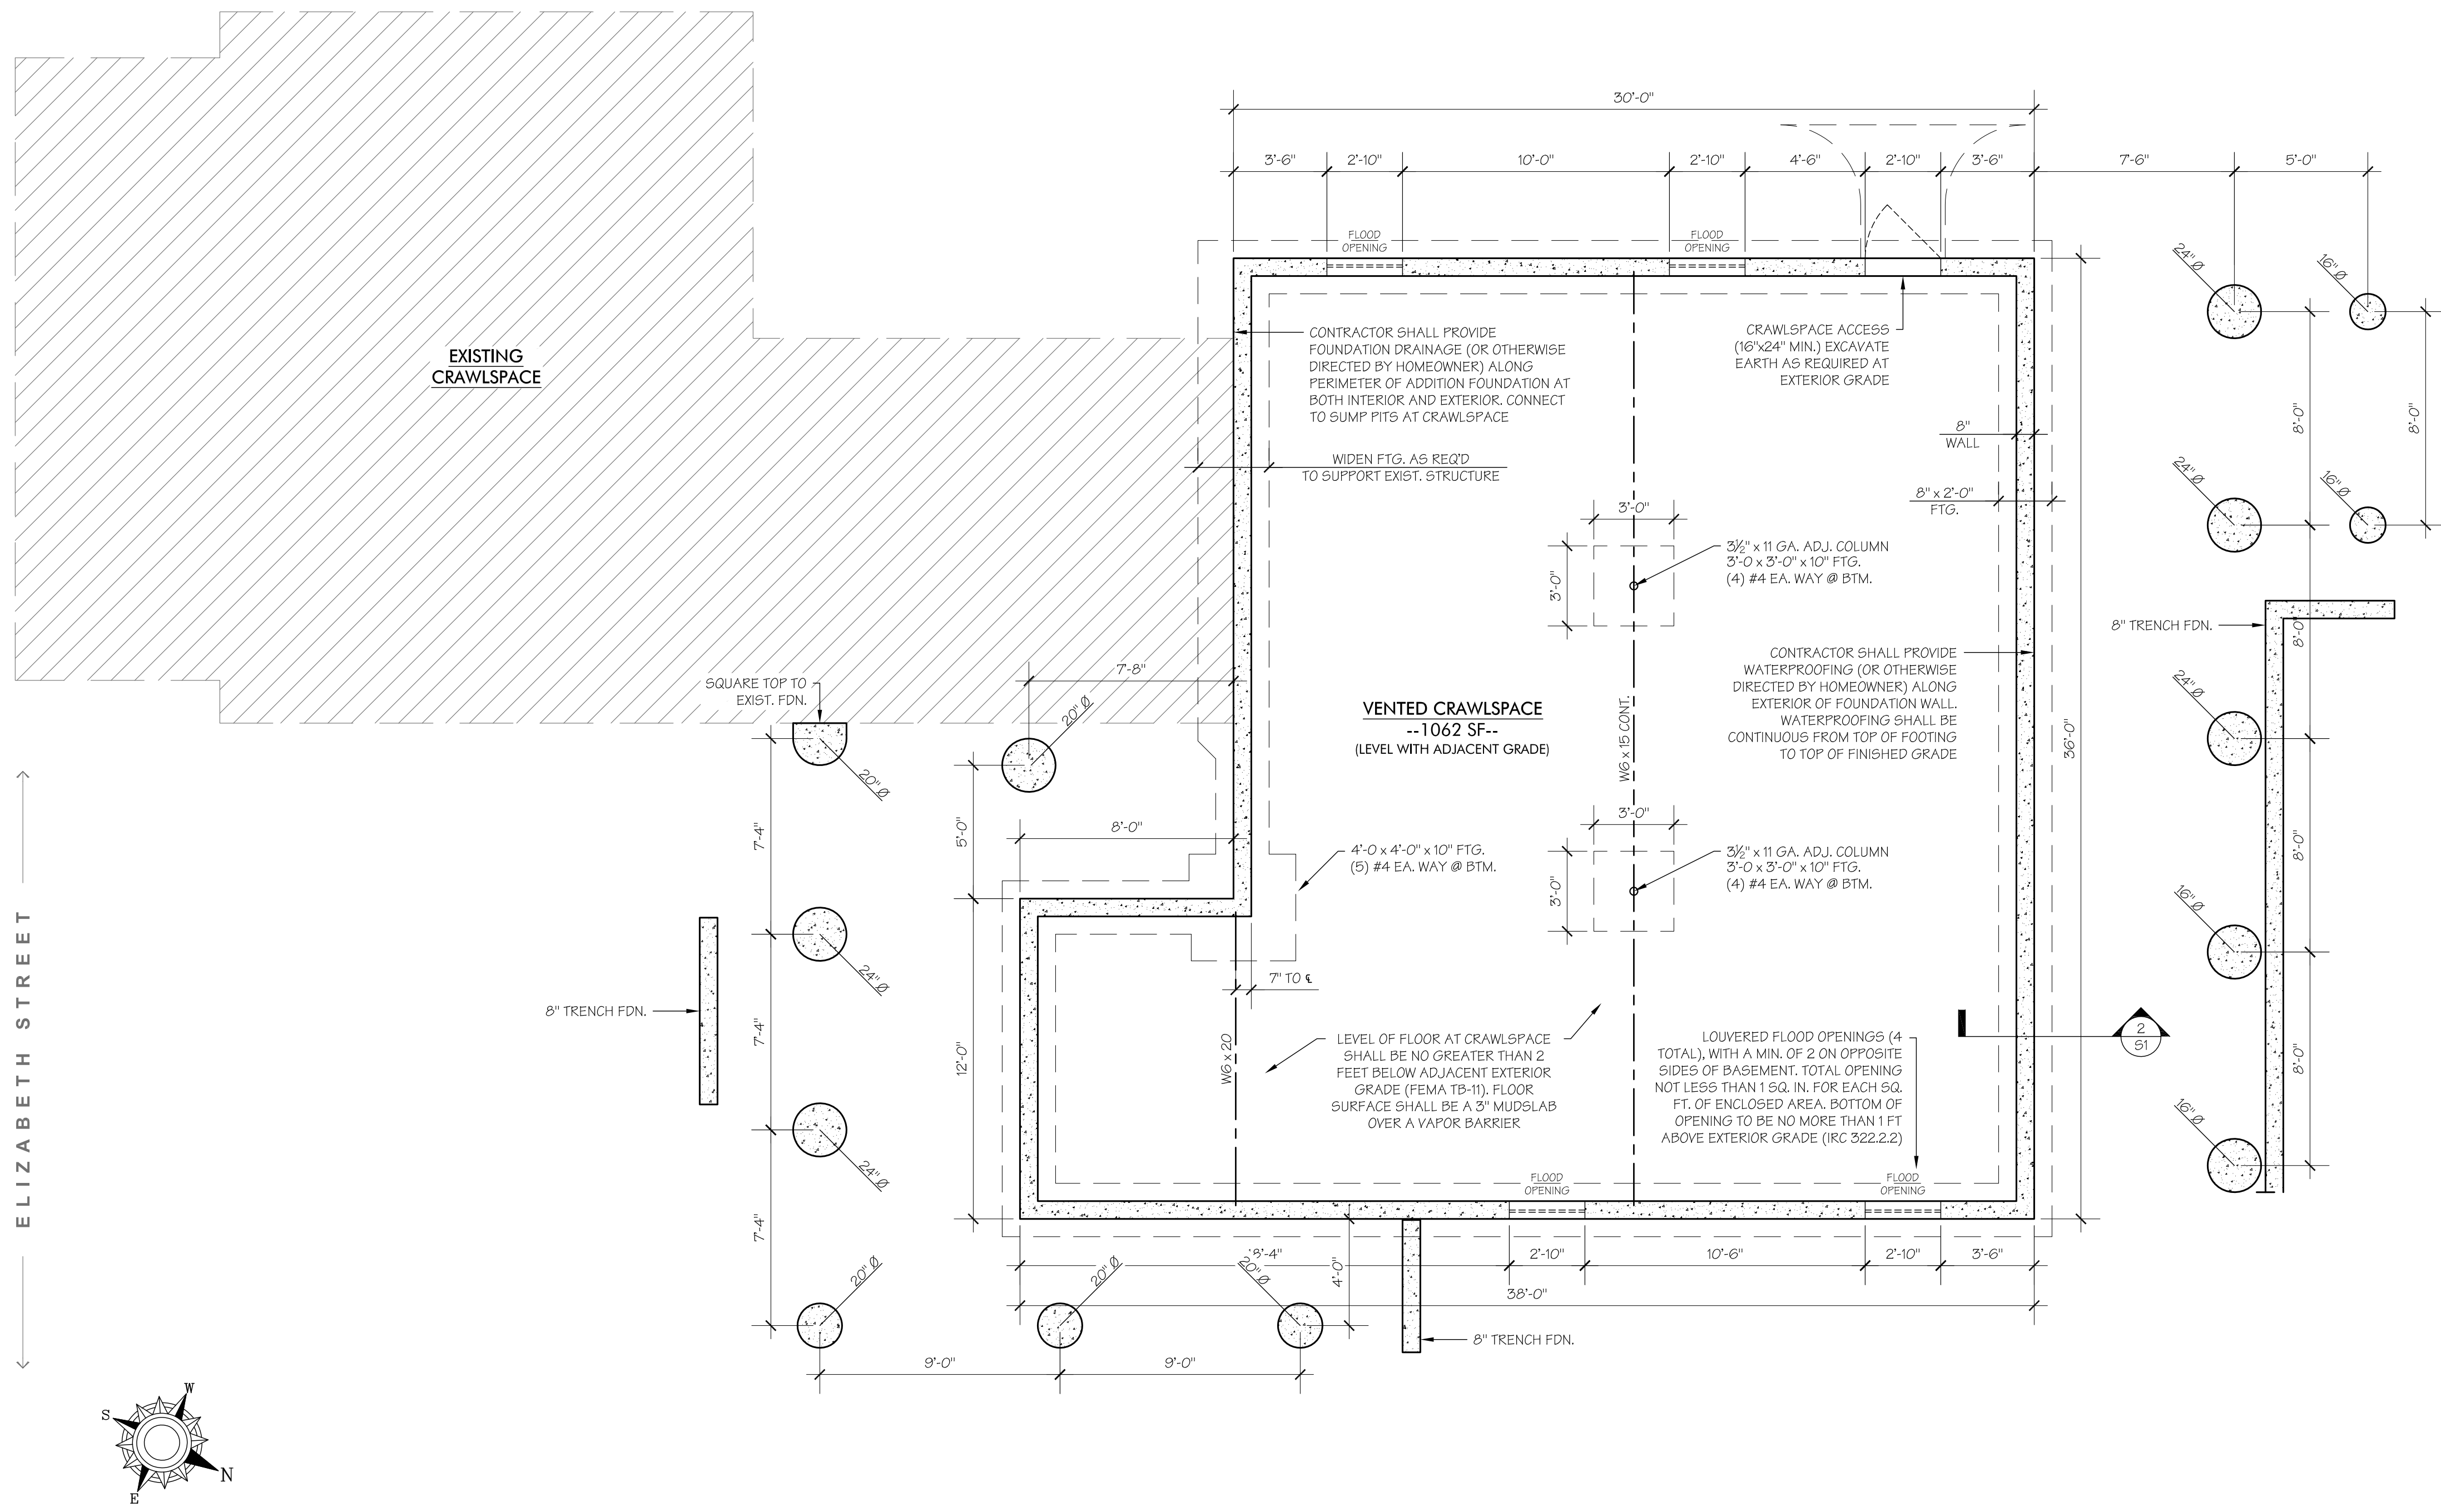 30'-0"
3'-6"
2'-10"
10'-0"
2'-10"
4'-6"
2'-10"
3'-6"
7'-6"
5'-0"
FLOOD
OPENING
FLOOD
OPENING
24" Ø
16" Ø
EXISTING
CRAWLSPACE
CONTRACTOR SHALL PROVIDE
FOUNDATION DRAINAGE (OR OTHERWISE
DIRECTED BY HOMEOWNER) ALONG
PERIMETER OF ADDITION FOUNDATION AT
BOTH INTERIOR AND EXTERIOR. CONNECT
TO SUMP PITS AT CRAWLSPACE
CRAWLSPACE ACCESS
(16"x24" MIN.) EXCAVATE
EARTH AS REQUIRED AT
EXTERIOR GRADE
8'-0"
8'-0"
8"
WALL
WIDEN FTG. AS REQ'D
TO SUPPORT EXIST. STRUCTURE
24" Ø
16" Ø
8" x 2'-0"
FTG.
3'-0"
3'-0"
3½" x 11 GA. ADJ. COLUMN
3'-0 x 3'-0" x 10" FTG.
(4) #4 EA. WAY @ BTM.
8" TRENCH FDN.
8'-0"
CONTRACTOR SHALL PROVIDE
WATERPROOFING (OR OTHERWISE
DIRECTED BY HOMEOWNER) ALONG
EXTERIOR OF FOUNDATION WALL.
WATERPROOFING SHALL BE
CONTINUOUS FROM TOP OF FOOTING
TO TOP OF FINISHED GRADE
7'-8"
SQUARE TOP TO
EXIST. FDN.
20" Ø
24" Ø
VENTED CRAWLSPACE
--1062 SF--
(LEVEL WITH ADJACENT GRADE)
W6 x 15 CONT.
36'-0"
20" Ø
7'-4"
5'-0"
8'-0"
3'-0"
3'-0"
4'-0 x 4'-0" x 10" FTG.
(5) #4 EA. WAY @ BTM.
3½" x 11 GA. ADJ. COLUMN
3'-0 x 3'-0" x 10" FTG.
(4) #4 EA. WAY @ BTM.
8'-0"
16" Ø
ELIZABETH STREET
24" Ø
7" TO ℄
8" TRENCH FDN.
7'-4"
12'-0"
W6 x 20
LEVEL OF FLOOR AT CRAWLSPACE
SHALL BE NO GREATER THAN 2
FEET BELOW ADJACENT EXTERIOR
GRADE (FEMA TB-11). FLOOR
SURFACE SHALL BE A 3" MUDSLAB
OVER A VAPOR BARRIER
LOUVERED FLOOD OPENINGS (4
TOTAL), WITH A MIN. OF 2 ON OPPOSITE
SIDES OF BASEMENT. TOTAL OPENING
NOT LESS THAN 1 SQ. IN. FOR EACH SQ.
FT. OF ENCLOSED AREA. BOTTOM OF
OPENING TO BE NO MORE THAN 1 FT
ABOVE EXTERIOR GRADE (IRC 322.2.2)
2
S1
8'-0"
16" Ø
24" Ø
FLOOD
OPENING
FLOOD
OPENING
7'-4"
8'-4"
2'-10"
10'-6"
2'-10"
3'-6"
20" Ø
20" Ø
20" Ø
4'-0"
38'-0"
8" TRENCH FDN.
9'-0"
9'-0"
W
S
N
E